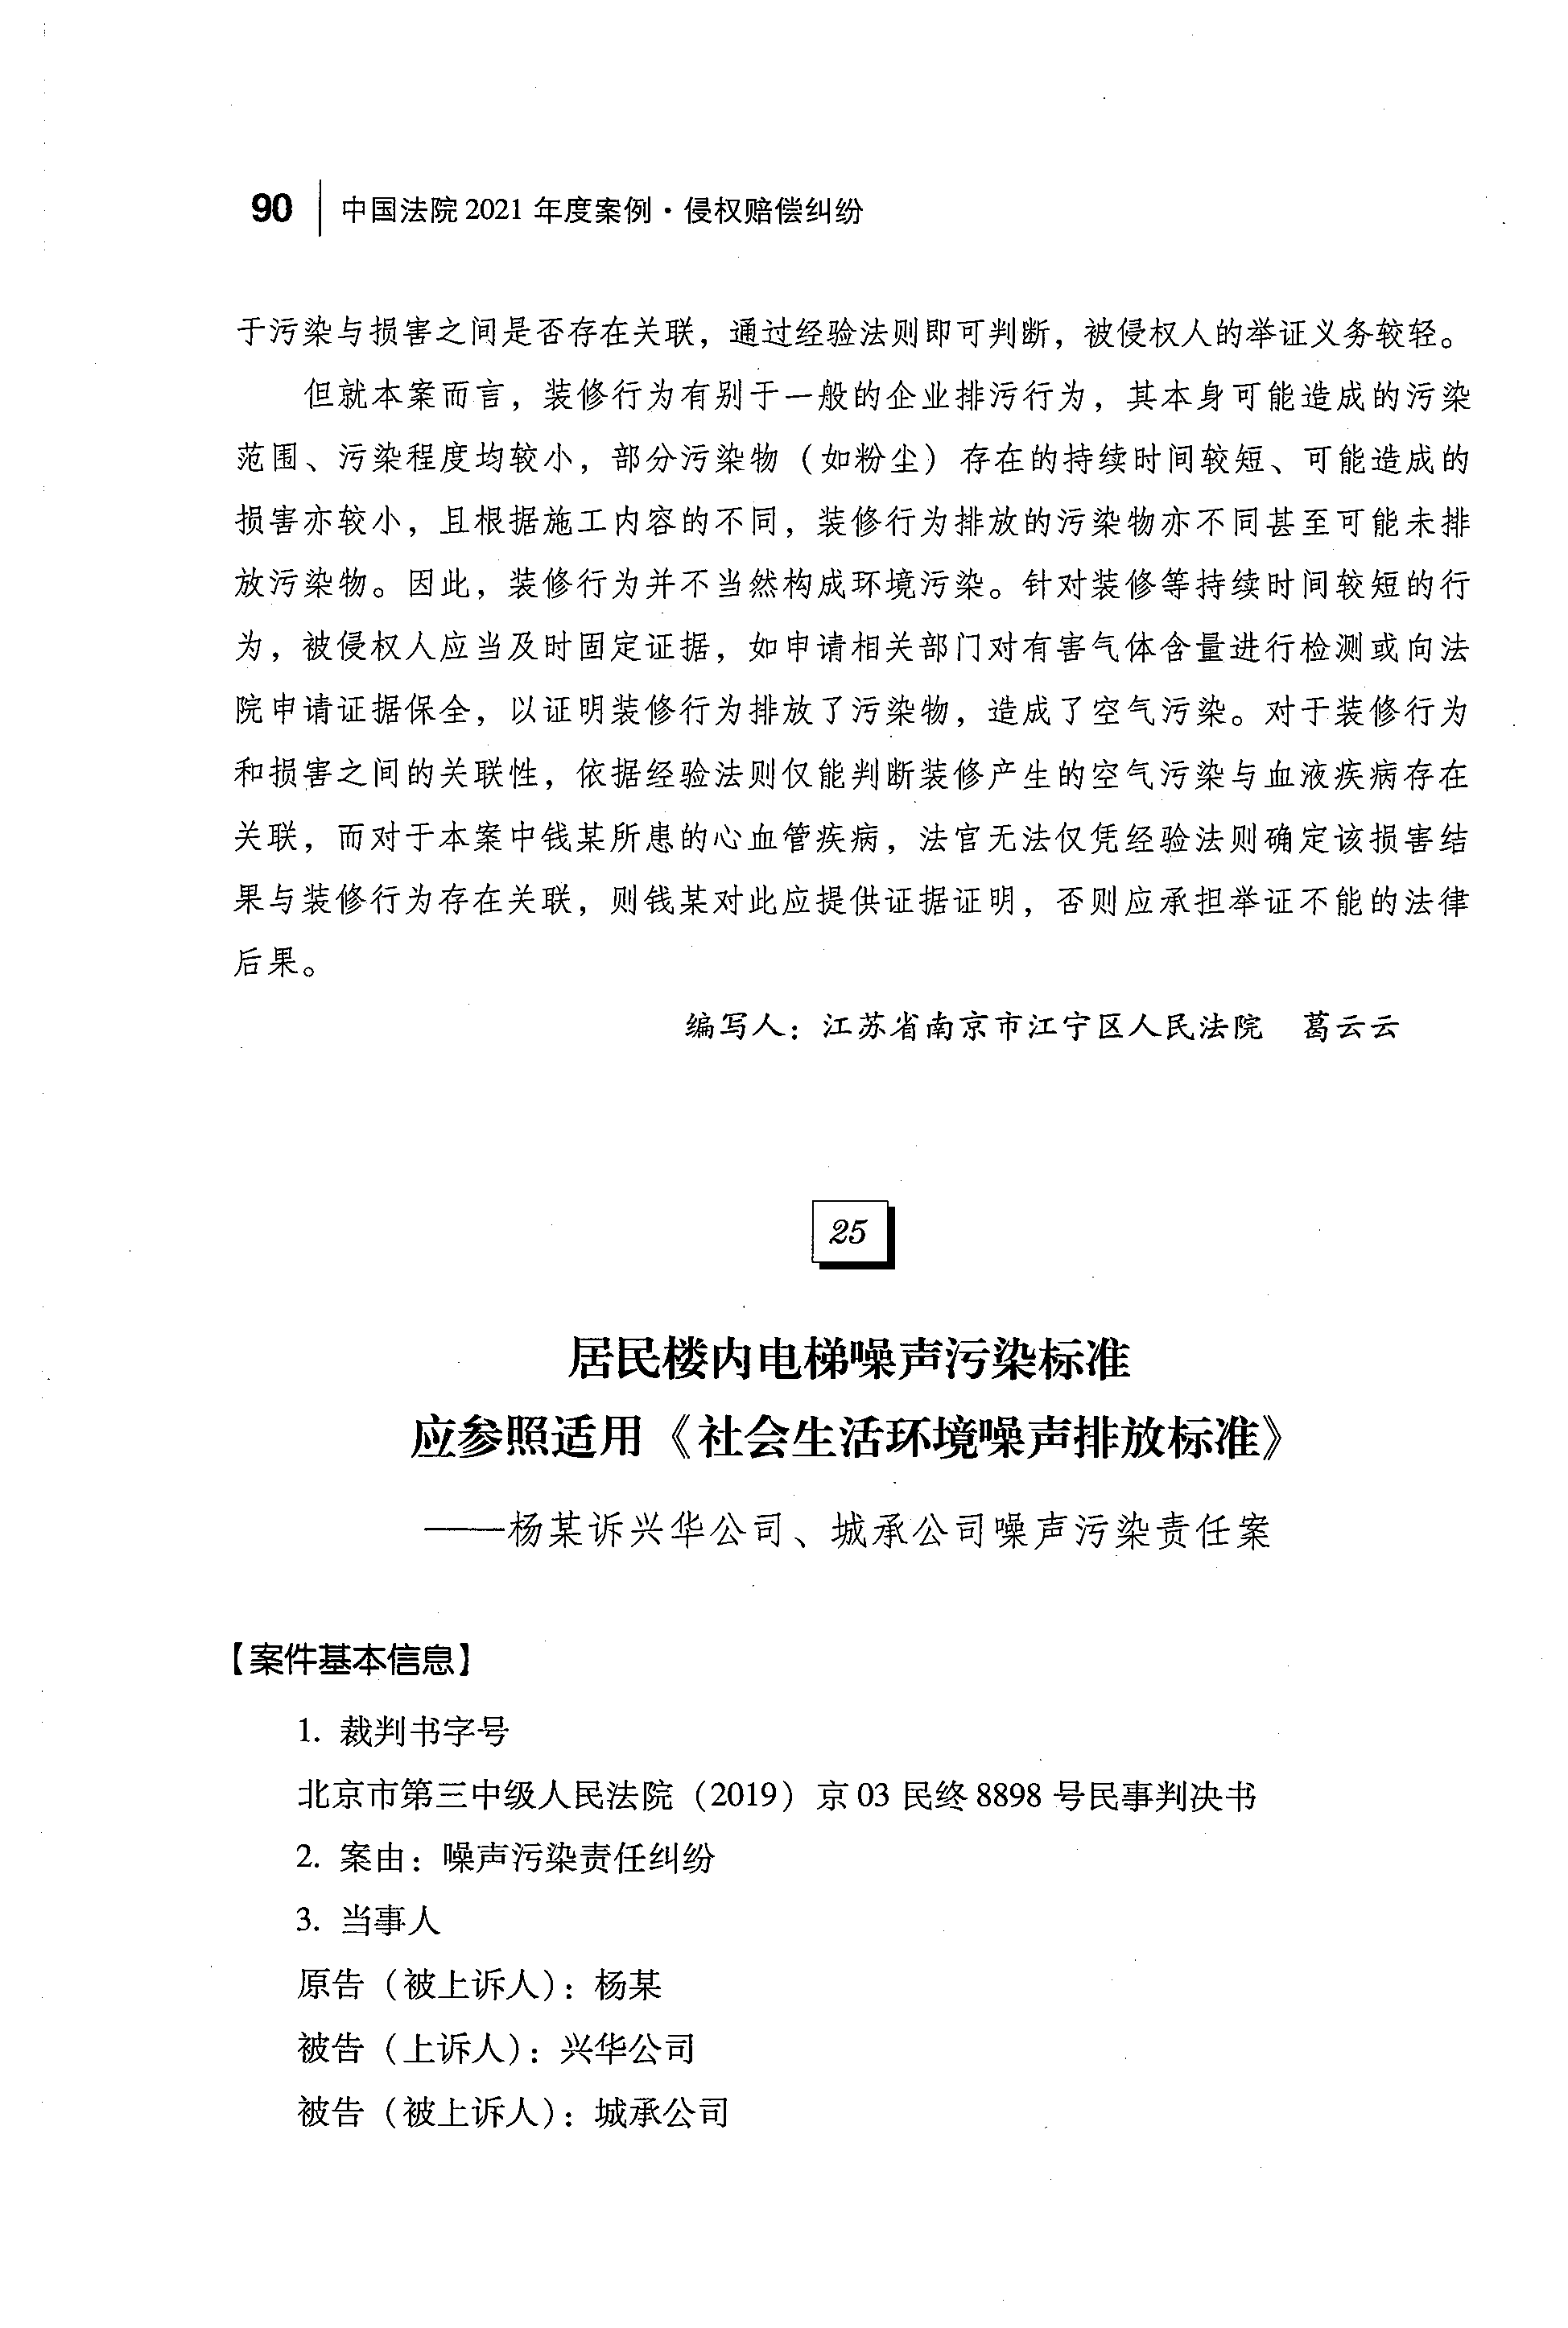 90 中国法院2021年度案例·侵权赔偿纠纷
于污染与损害之间是否存在关联，通过经验法则即可判断，被侵权人的举证义务较轻。
但就本案而言，装修行为有别于一般的企业排污行为，其本身可能造成的污染
范围、污染程度均较小，部分污染物（如粉尘）存在的持续时间较短、可能造成的
损害亦较小，且根据施工内容的不同，装修行为排放的污染物亦不同甚至可能未排
放污染物。因此，装修行为并不当然构成环境污染。针对装修等持续时间较短的行
为，被侵权人应当及时固定证据，如申请相关部门对有害气体含量进行检测或向法
院申请证据保全，以证明装修行为排放了污染物，造成了空气污染。对于装修行为
和损害之间的关联性，依据经验法则仅能判断装修产生的空气污染与血液疾病存在
关联，而对于本案中钱某所患的心血管疾病，法官无法仅凭经验法则确定该损害结
果与装修行为存在关联，则钱某对此应提供证据证明，否则应承担举证不能的法律
后果。
编写人：江苏省南京市江宁区人民法院 葛云云
25
居民楼内电梯噪声污染标准
应参照适用《社会生活环境噪声排放标准》
——杨某诉兴华公司、城承公司噪声污染责任案
【案件基本信息】
1. 裁判书字号
北京市第三中级人民法院（2019）京03民终8898号民事判决书
2. 案由：噪声污染责任纠纷
3. 当事人
原告（被上诉人）：杨某
被告（上诉人）：兴华公司
被告（被上诉人）：城承公司